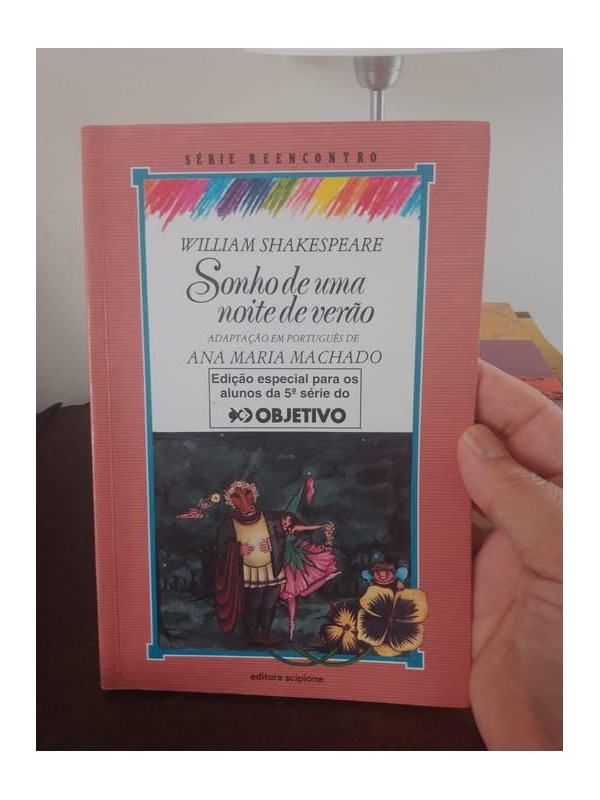 SÉRIE REENCONTRO
WILLIAM SHAKESPEARE
Sonho de uma
noite de verão
ADAPTAÇÃO EM PORTUGUÊS DE
ANA MARIA MACHADO
Edição especial para os
alunos da 5ª série do
OBJETIVO
editora scipione